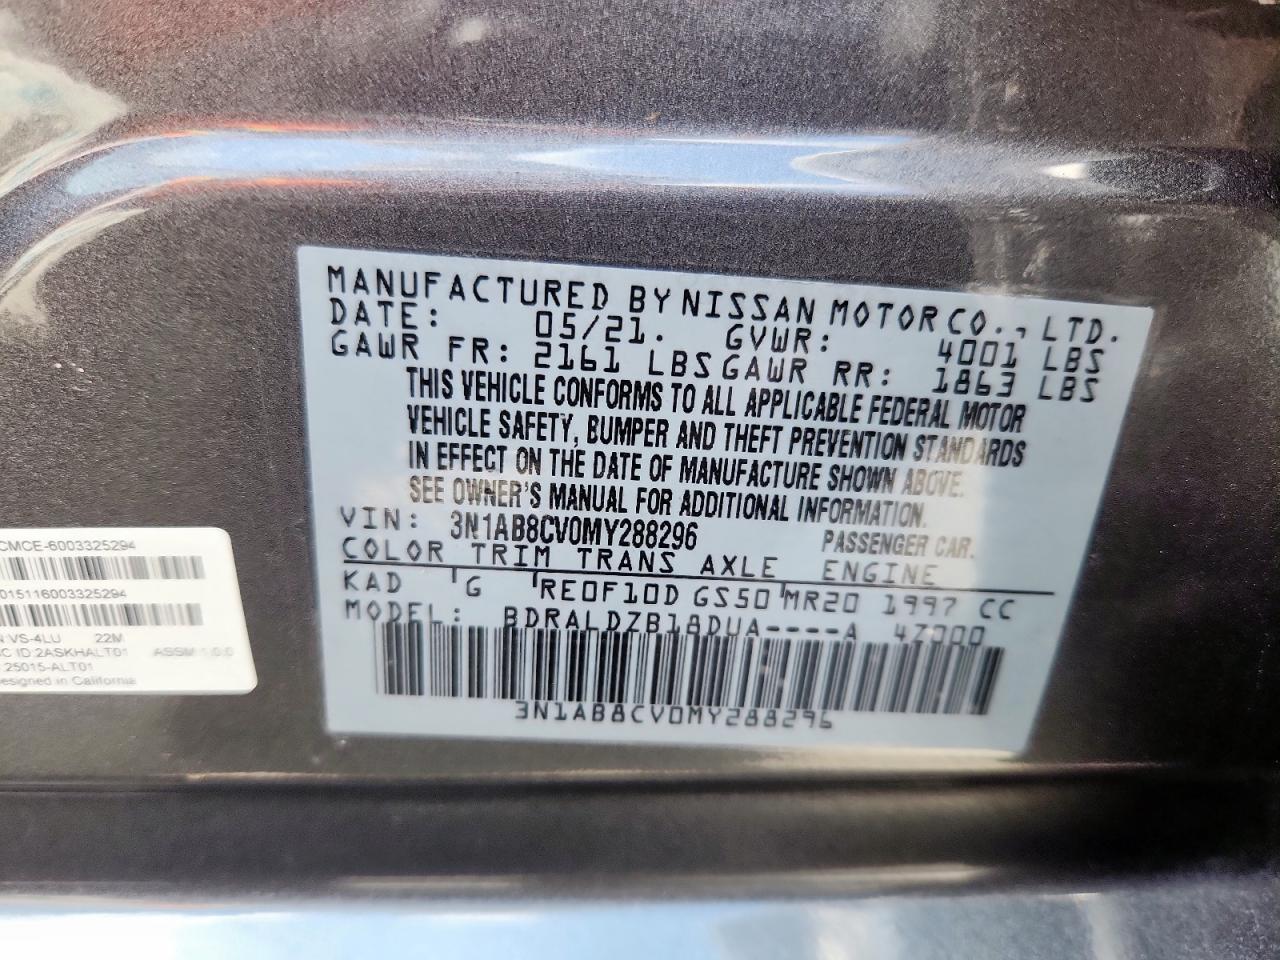 MANUFACTURED BY NISSAN MOTOR CO., LTD.
DATE: 05/21. GVWR: 4001 LBS
GAWR FR: 2161 LBS GAWR RR: 1863 LBS
THIS VEHICLE CONFORMS TO ALL APPLICABLE FEDERAL MOTOR
VEHICLE SAFETY, BUMPER AND THEFT PREVENTION STANDARDS
IN EFFECT ON THE DATE OF MANUFACTURE SHOWN ABOVE.
SEE OWNER'S MANUAL FOR ADDITIONAL INFORMATION.
VIN: 3N1AB8CV0MY288296 PASSENGER CAR.
COLOR TRIM TRANS AXLE ENGINE
KAD G RE0F10D GS50 MR20 1997 CC
MODEL: BDRALDZB18DUA----A 47000
3N1AB8CV0MY288296
CMCE-6003325294
015116003325294
VS-4LU 22M
C ID:2ASKHALT01 ASSM 1.0.0
25015-ALT01
esigned in California